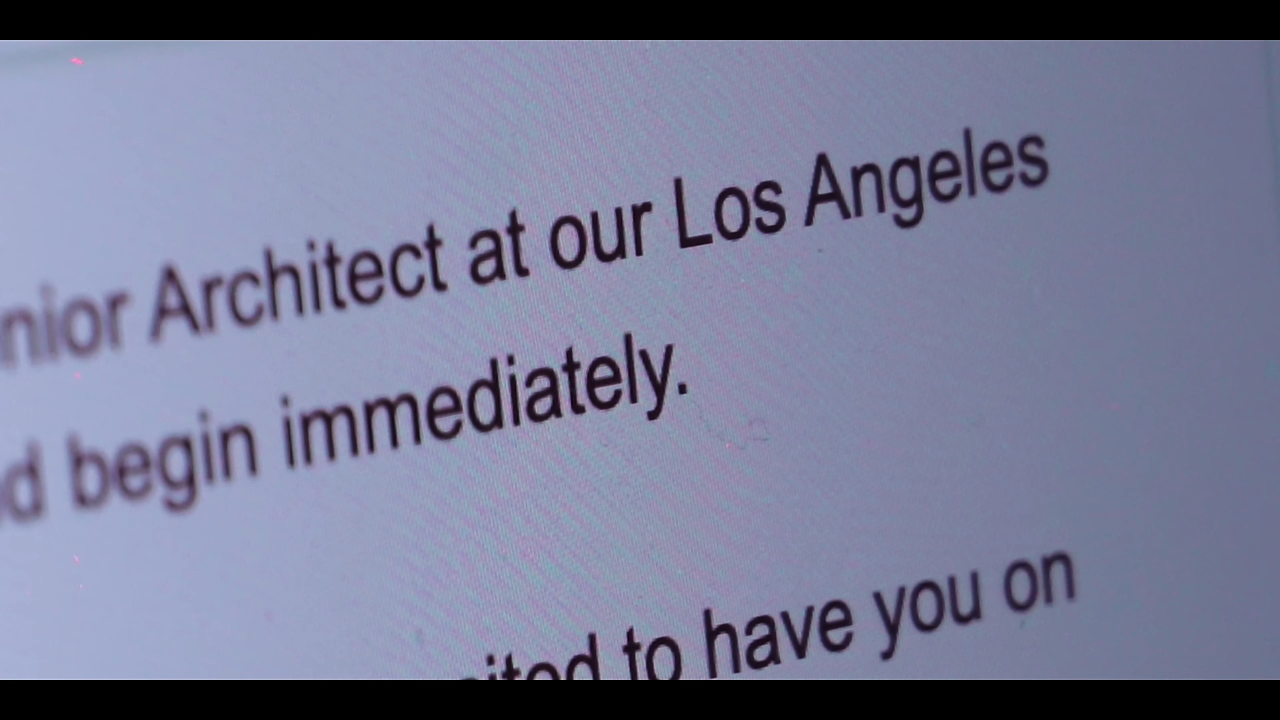 nior Architect at our Los Angeles
d begin immediately.
to have you on